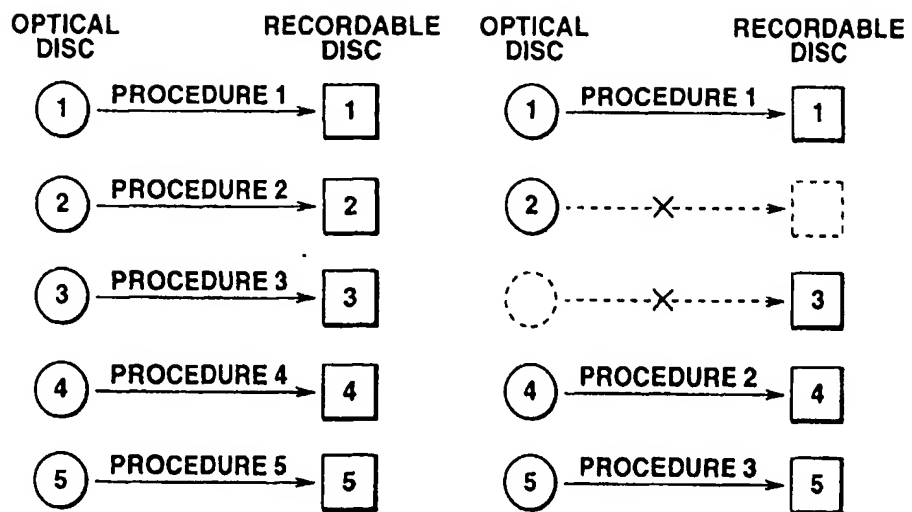 OPTICAL DISC RECORDABLE DISC
1 PROCEDURE 1 1
2 PROCEDURE 2 2
3 PROCEDURE 3 3
4 PROCEDURE 4 4
5 PROCEDURE 5 5
OPTICAL DISC RECORDABLE DISC
1 PROCEDURE 1 1
2
3
4 PROCEDURE 2 4
5 PROCEDURE 3 5